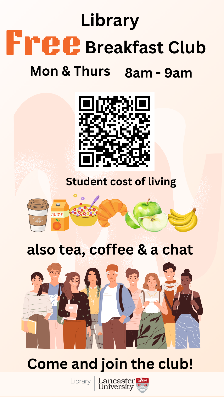 Library
Free Breakfast Club
Mon & Thurs 8am - 9am
Student cost of living
also tea, coffee & a chat
Come and join the club!
Library Lancaster University